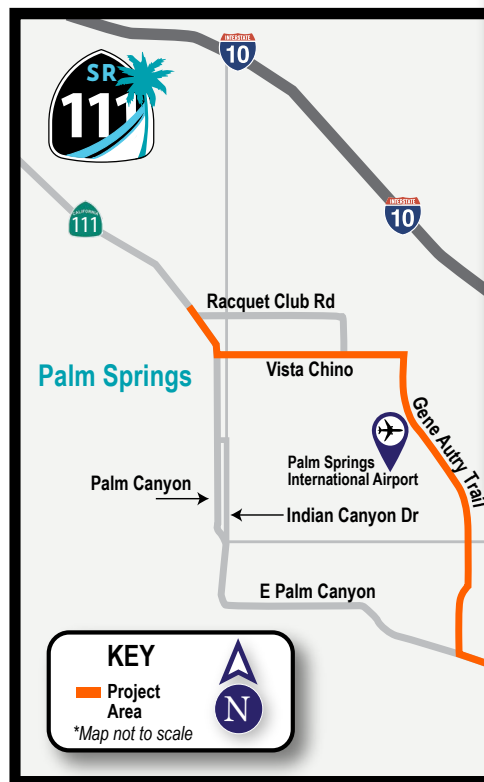 INTERSTATE
10
SR
111
INTERSTATE
10
CALIFORNIA
111
Racquet Club Rd
Vista Chino
Palm Springs
Gene Autry Trail
Palm Springs
International Airport
Palm Canyon
Indian Canyon Dr
E Palm Canyon
KEY
Project
Area
*Map not to scale
N